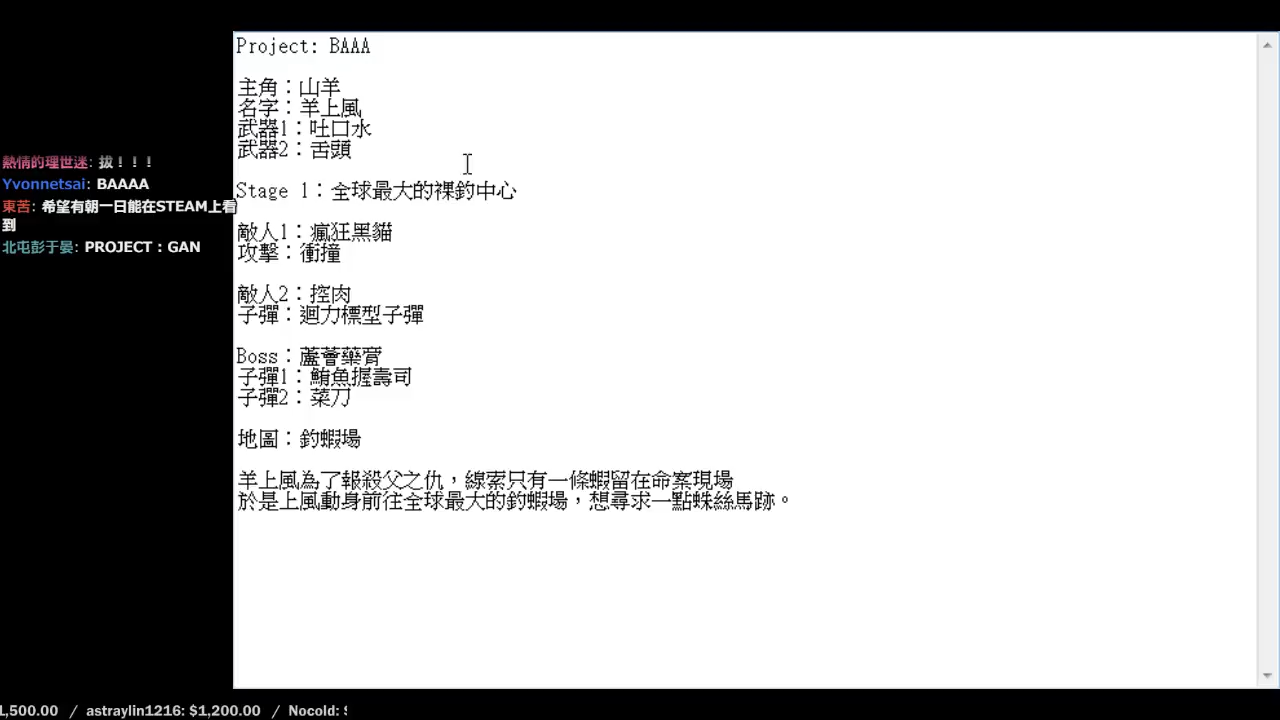 Project: BAAA
主角：山羊
名字：羊上風
武器1：吐口水
武器2：舌頭
Stage 1：全球最大的裸釣中心
敵人1：瘋狂黑貓
攻擊：衝撞
敵人2：控肉
子彈：迴力標型子彈
Boss：蘆薈藥膏
子彈1：鮪魚握壽司
子彈2：菜刀
地圖：釣蝦場
羊上風為了報殺父之仇，線索只有一條蝦留在命案現場
於是上風動身前往全球最大的釣蝦場，想尋求一點蛛絲馬跡。
熱情的理世迷: 拔！！！
Yvonnetsai: BAAAA
東苦: 希望有朝一日能在STEAM上看
到
北屯彭于晏: PROJECT：GAN
1,500.00 / astraylin1216: $1,200.00 / Nocold: $